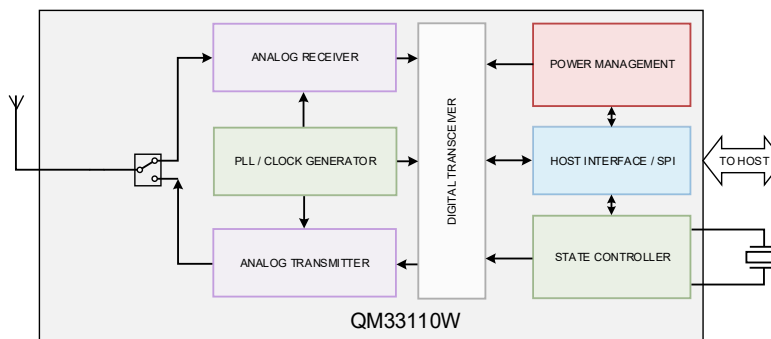 ANALOG RECEIVER
POWER MANAGEMENT
PLL / CLOCK GENERATOR
DIGITAL TRANSCEIVER
HOST INTERFACE / SPI
TO HOST
ANALOG TRANSMITTER
STATE CONTROLLER
QM33110W